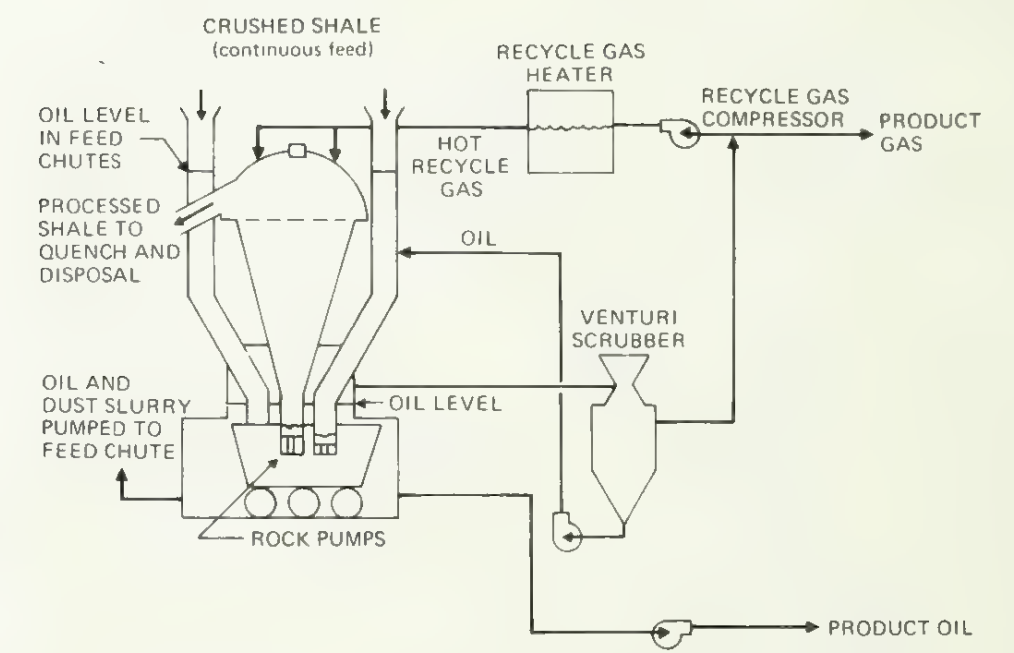 CRUSHED SHALE
(continuous feed)
RECYCLE GAS
HEATER
OIL LEVEL
IN FEED
CHUTES
RECYCLE GAS
COMPRESSOR
PRODUCT
GAS
HOT
RECYCLE
GAS
PROCESSED
SHALE TO
QUENCH AND
DISPOSAL
OIL
VENTURI
SCRUBBER
OIL AND
DUST SLURRY
PUMPED TO
FEED CHUTE
OIL LEVEL
ROCK PUMPS
PRODUCT OIL